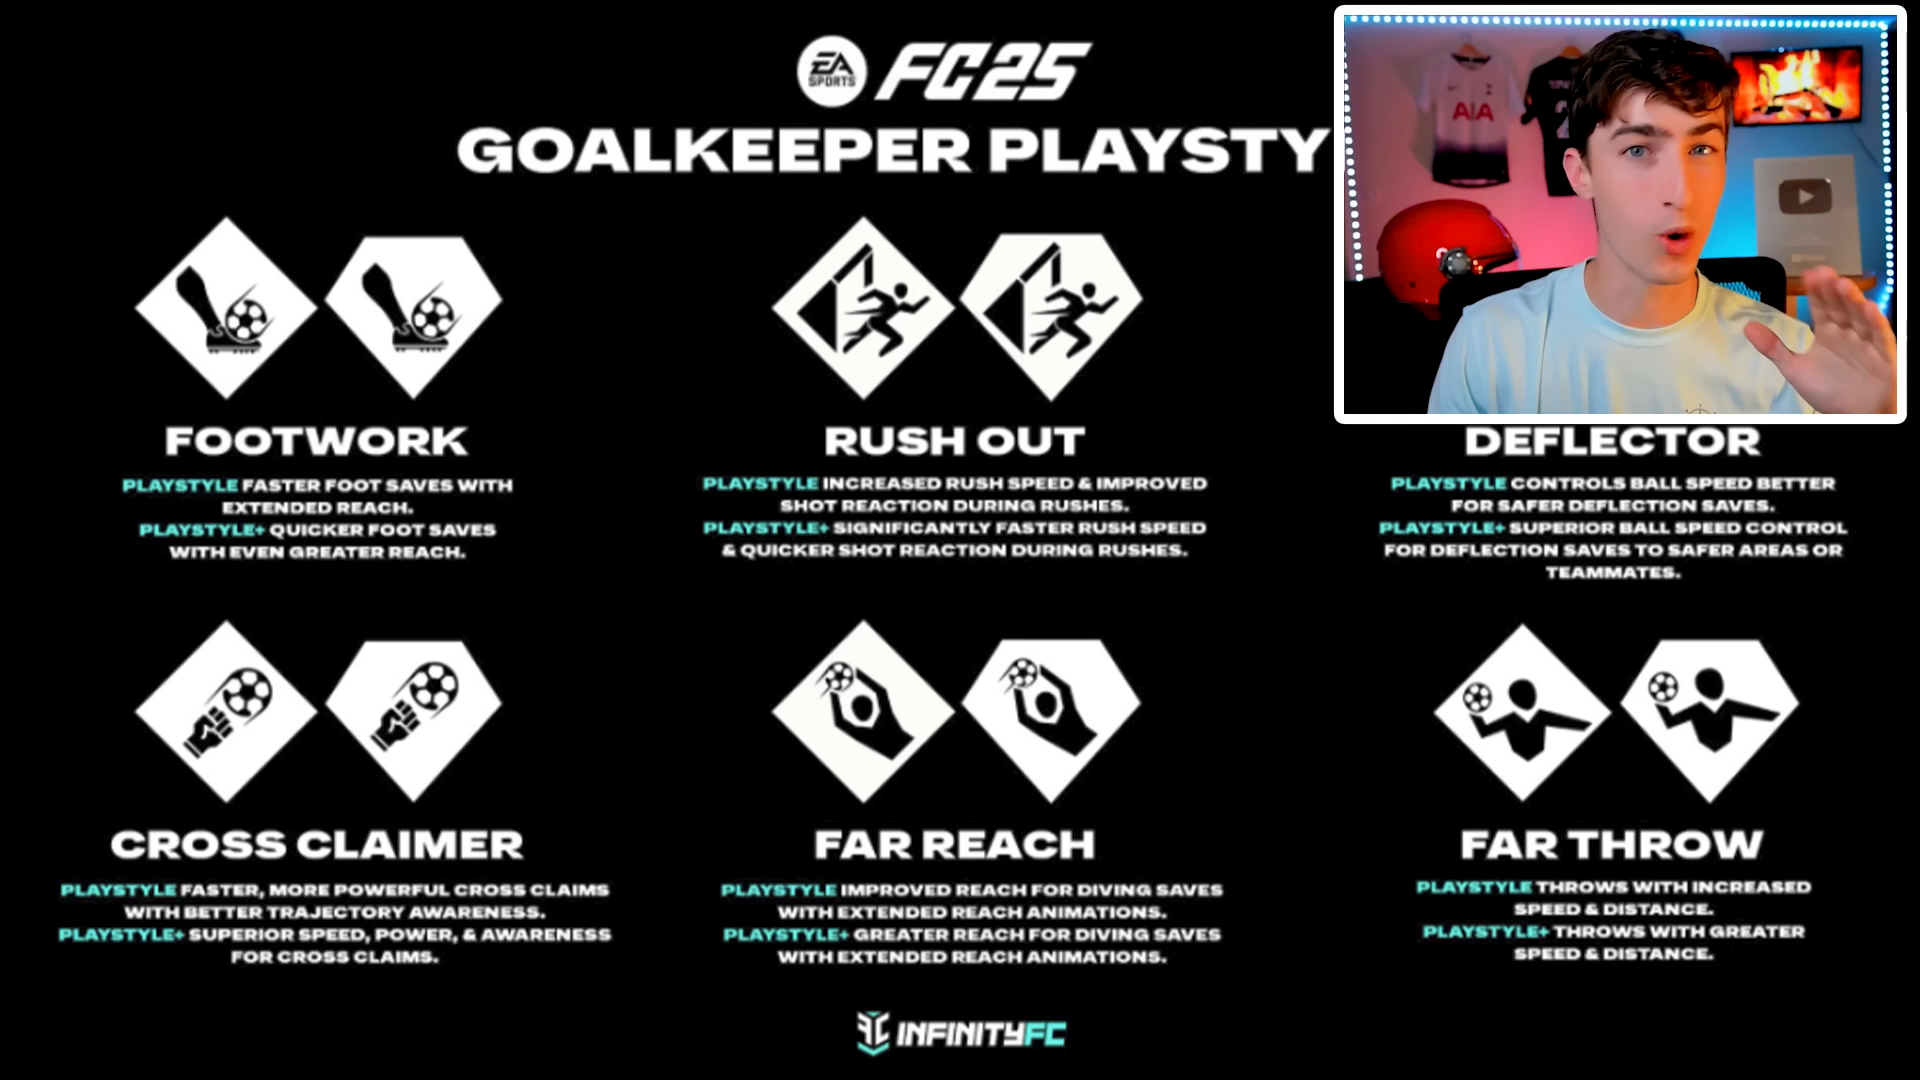 EA
SPORTS
FC25
GOALKEEPER PLAYSTY
AIA
FOOTWORK
PLAYSTYLE FASTER FOOT SAVES WITH
EXTENDED REACH.
PLAYSTYLE+ QUICKER FOOT SAVES
WITH EVEN GREATER REACH.
RUSH OUT
PLAYSTYLE INCREASED RUSH SPEED & IMPROVED
SHOT REACTION DURING RUSHES.
PLAYSTYLE+ SIGNIFICANTLY FASTER RUSH SPEED
& QUICKER SHOT REACTION DURING RUSHES.
DEFLECTOR
PLAYSTYLE CONTROLS BALL SPEED BETTER
FOR SAFER DEFLECTION SAVES.
PLAYSTYLE+ SUPERIOR BALL SPEED CONTROL
FOR DEFLECTION SAVES TO SAFER AREAS OR
TEAMMATES.
CROSS CLAIMER
PLAYSTYLE FASTER, MORE POWERFUL CROSS CLAIMS
WITH BETTER TRAJECTORY AWARENESS.
PLAYSTYLE+ SUPERIOR SPEED, POWER, & AWARENESS
FOR CROSS CLAIMS.
FAR REACH
PLAYSTYLE IMPROVED REACH FOR DIVING SAVES
WITH EXTENDED REACH ANIMATIONS.
PLAYSTYLE+ GREATER REACH FOR DIVING SAVES
WITH EXTENDED REACH ANIMATIONS.
FAR THROW
PLAYSTYLE THROWS WITH INCREASED
SPEED & DISTANCE.
PLAYSTYLE+ THROWS WITH GREATER
SPEED & DISTANCE.
INFINITYFC